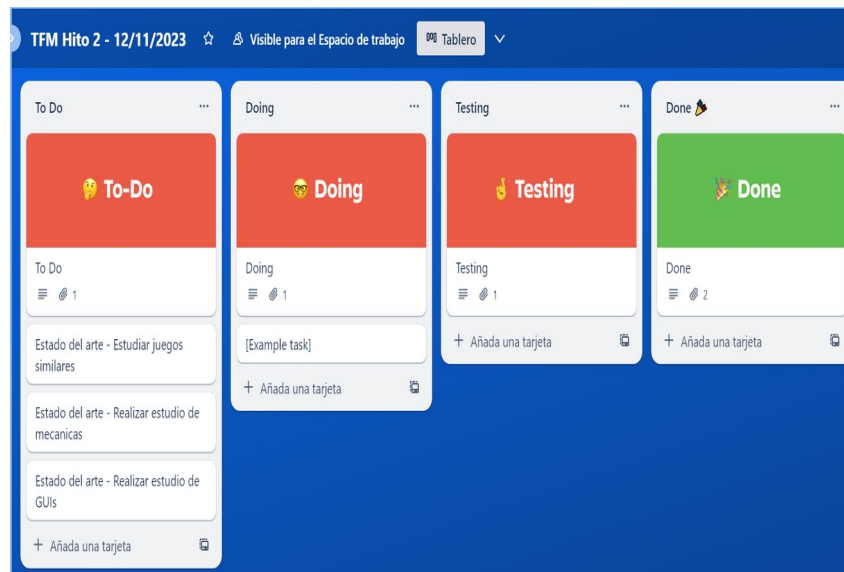 TFM Hito 2 - 12/11/2023
Visible para el Espacio de trabajo
Tablero
To Do
To-Do
To Do
1
Estado del arte - Estudiar juegos
similares
Estado del arte - Realizar estudio de
mecanicas
Estado del arte - Realizar estudio de
GUIs
+ Añada una tarjeta
Doing
Doing
Doing
1
[Example task]
+ Añada una tarjeta
Testing
Testing
Testing
1
+ Añada una tarjeta
Done
Done
Done
2
+ Añada una tarjeta